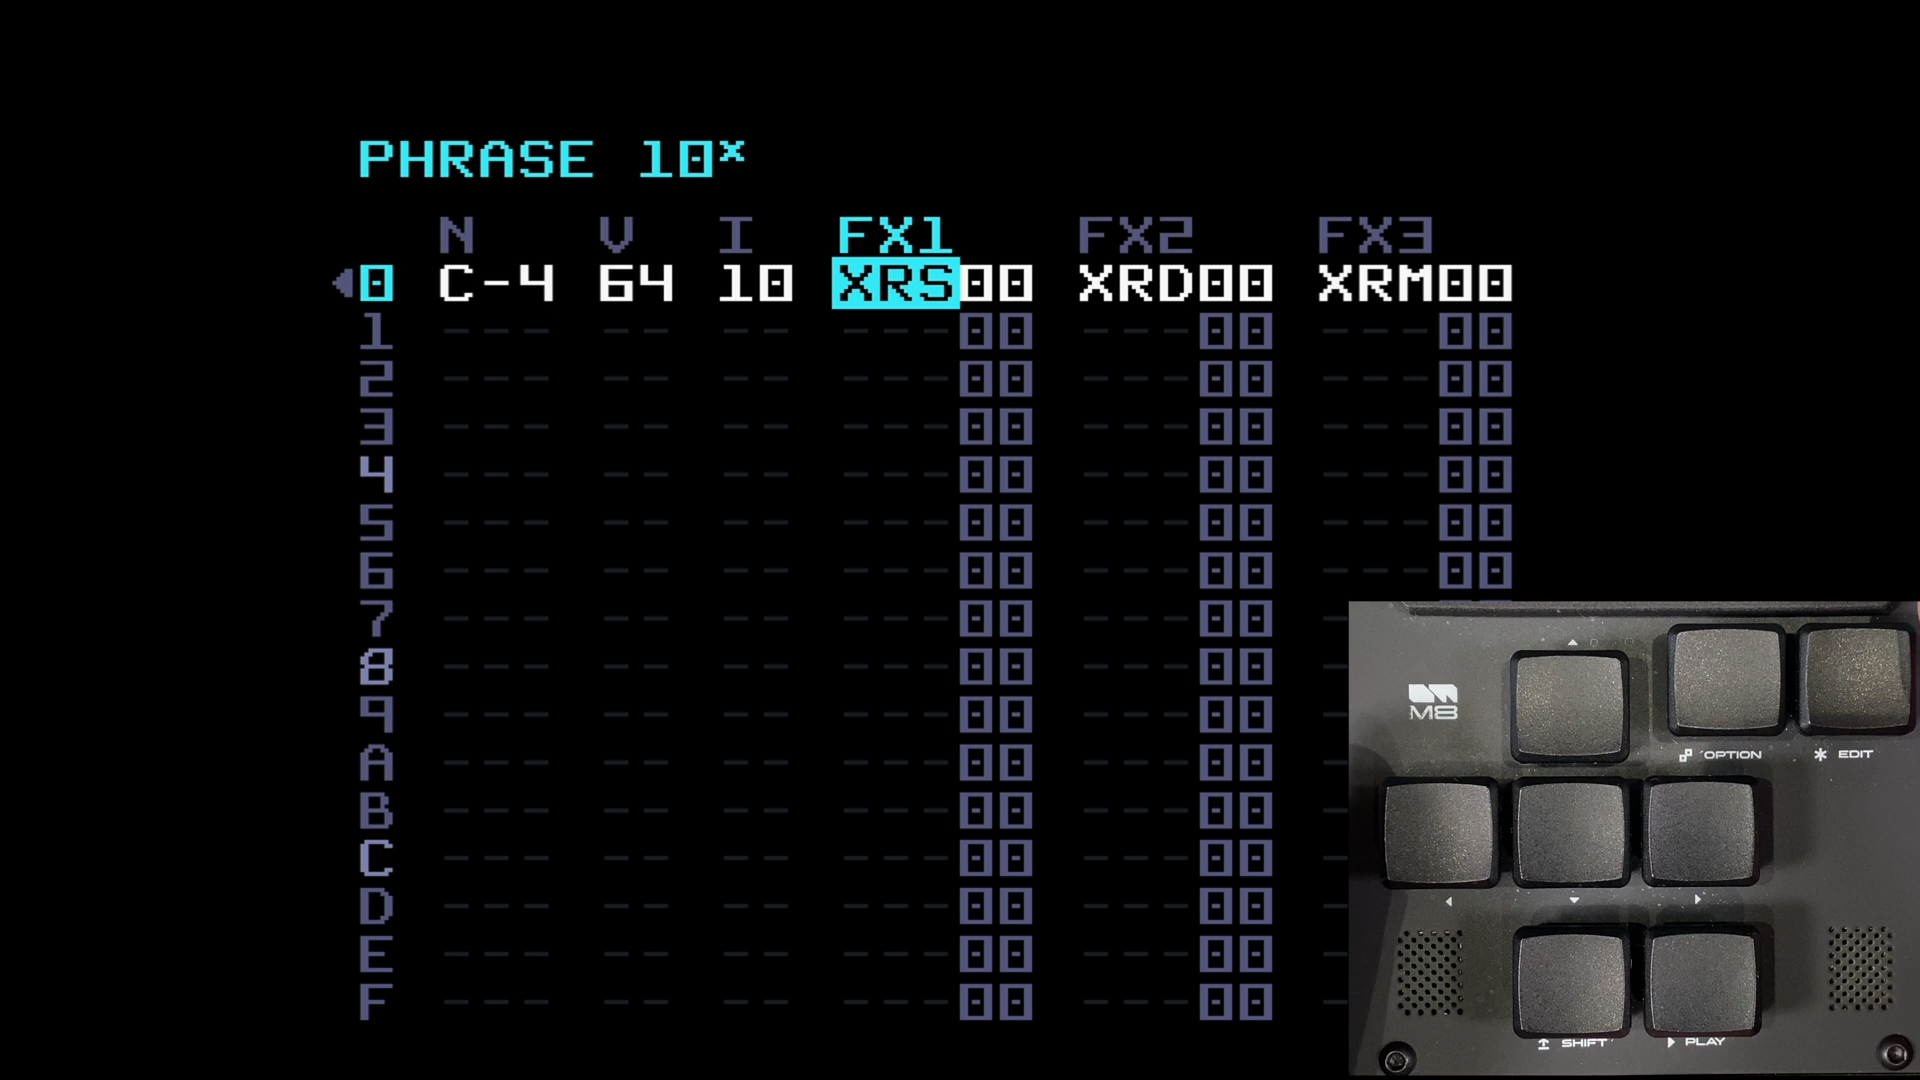 PHRASE 10*
N V I FX1 FX2 FX3
0 C-4 64 10 XRS00 XRD00 XRM00
1 --- -- -- ---00 ---00 ---00
2 --- -- -- ---00 ---00 ---00
3 --- -- -- ---00 ---00 ---00
4 --- -- -- ---00 ---00 ---00
5 --- -- -- ---00 ---00 ---00
6 --- -- -- ---00 ---00 ---00
7 --- -- -- ---00 ---00
8 --- -- -- ---00 ---00 -
9 --- -- -- ---00 ---00 -
A --- -- -- ---00 ---00 -
B --- -- -- ---00 ---00 -
C --- -- -- ---00 ---00 -
D --- -- -- ---00 ---00 -
E --- -- -- ---00 ---00 -
F --- -- -- ---00 ---00 -
M8
OPTION
* EDIT
SHIFT
PLAY